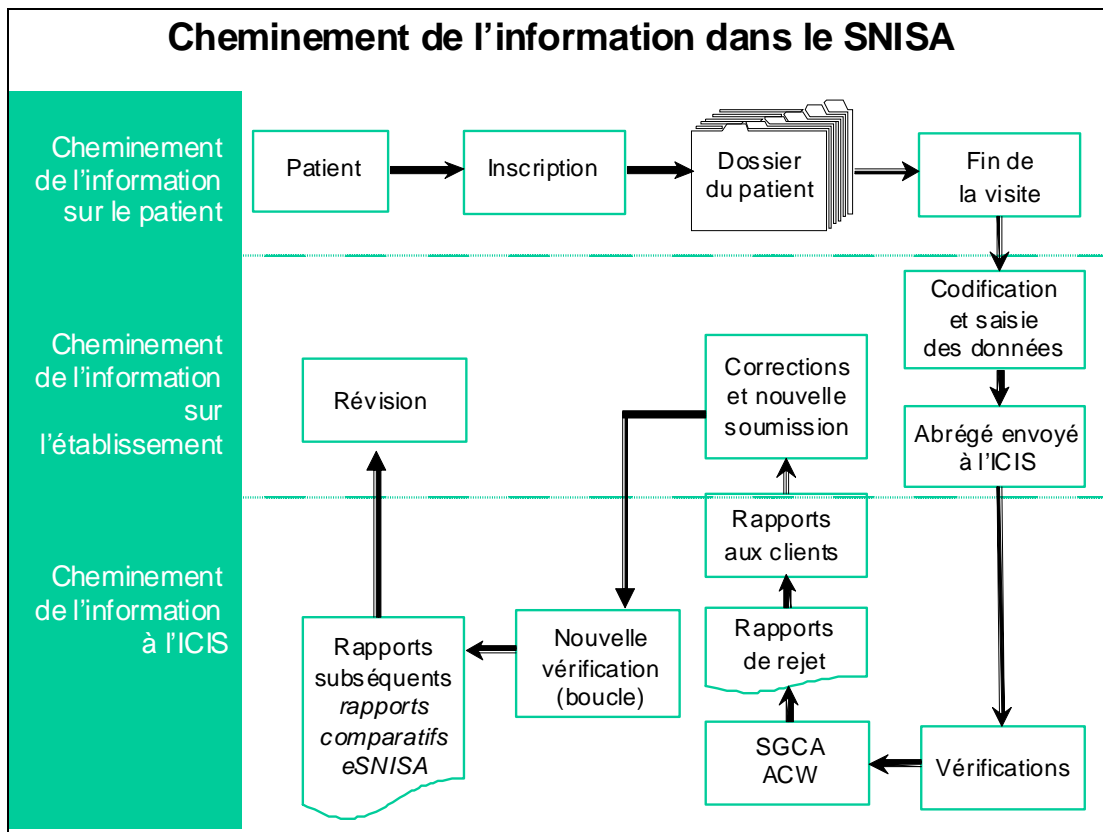 Cheminement de l'information dans le SNISA
Cheminement
de l'information
sur le patient
Patient
Inscription
Dossier
du patient
Fin de
la visite
Cheminement
de l'information
sur
l'établissement
Codification
et saisie
des données
Corrections
et nouvelle
soumission
Révision
Abrégé envoyé
à l'ICIS
Cheminement
de l'information
à l'ICIS
Rapports
aux clients
Rapports
de rejet
Nouvelle
vérification
(boucle)
Rapports
subséquents
rapports
comparatifs
eSNISA
SGCA
ACW
Vérifications